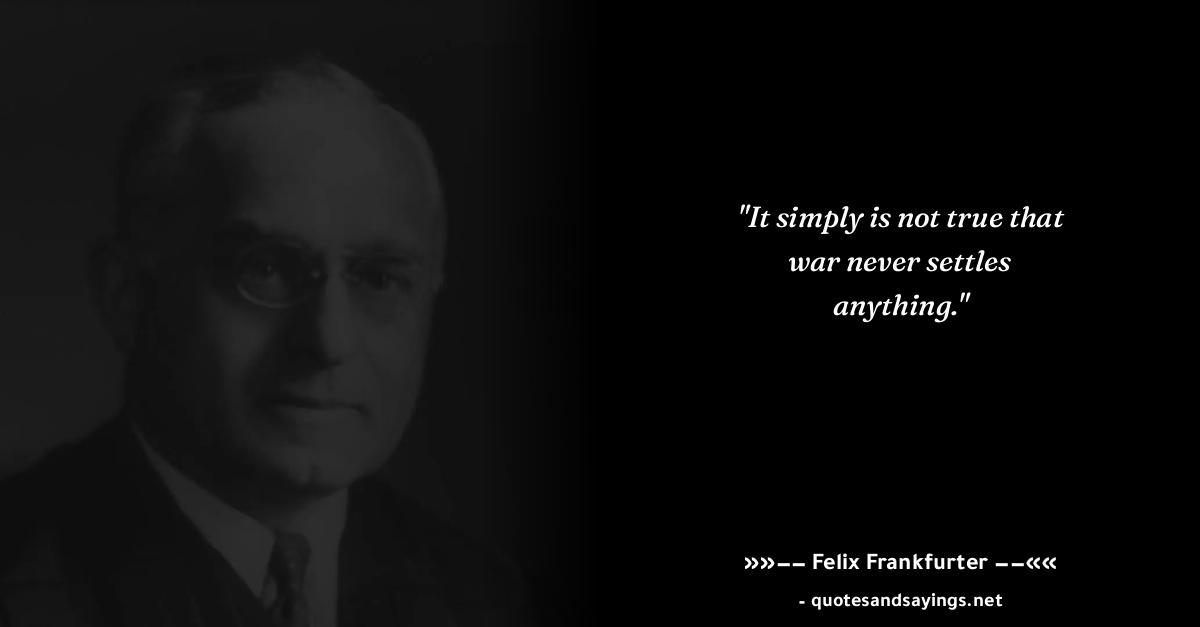 "It simply is not true that
war never settles
anything."
»»−− Felix Frankfurter −−««
- quotesandsayings.net